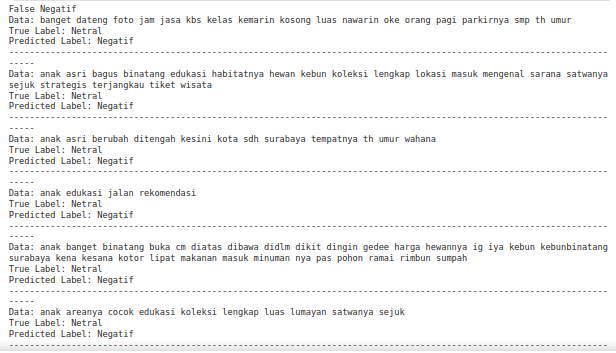 False Negatif
Data: banget dateng foto jam jasa kbs kelas kemarin kosong luas nawarin oke orang pagi parkirnya smp th umur
True Label: Netral
Predicted Label: Negatif
------------------------------------------------------------------------------------------------------------------------
-----
Data: anak asri bagus binatang edukasi habitatnya hewan kebun koleksi lengkap lokasi masuk mengenal sarana satwanya
sejuk strategis terjangkau tiket wisata
True Label: Netral
Predicted Label: Negatif
------------------------------------------------------------------------------------------------------------------------
-----
Data: anak asri berubah ditengah kesini kota sdh surabaya tempatnya th umur wahana
True Label: Netral
Predicted Label: Negatif
------------------------------------------------------------------------------------------------------------------------
-----
Data: anak edukasi jalan rekomendasi
True Label: Netral
Predicted Label: Negatif
------------------------------------------------------------------------------------------------------------------------
-----
Data: anak banget binatang buka cm diatas dibawa didlm dikit dingin gedee harga hewannya ig iya kebun kebunbinatang
surabaya kena kesana kotor lipat makanan masuk minuman nya pas pohon ramai rimbun sumpah
True Label: Netral
Predicted Label: Negatif
------------------------------------------------------------------------------------------------------------------------
-----
Data: anak areanya cocok edukasi koleksi lengkap luas lumayan satwanya sejuk
True Label: Netral
Predicted Label: Negatif
------------------------------------------------------------------------------------------------------------------------